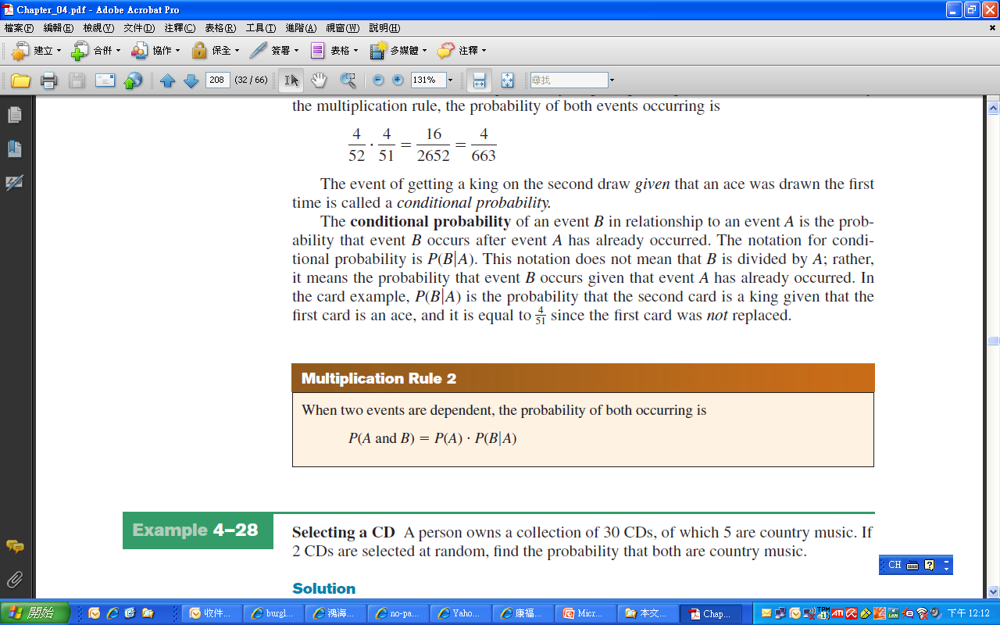 Chapter_04.pdf - Adobe Acrobat Pro
檔案(F) 編輯(E) 檢視(V) 文件(D) 注釋(C) 表格(R) 工具(T) 進階(A) 視窗(W) 說明(H)
建立 合併 協作 保全 簽署 表格 多媒體 注釋
208 (32 / 66) 131% 尋找
the multiplication rule, the probability of both events occurring is
4/52 · 4/51 = 16/2652 = 4/663
The event of getting a king on the second draw given that an ace was drawn the first
time is called a conditional probability.
The conditional probability of an event B in relationship to an event A is the prob-
ability that event B occurs after event A has already occurred. The notation for condi-
tional probability is P(B|A). This notation does not mean that B is divided by A; rather,
it means the probability that event B occurs given that event A has already occurred. In
the card example, P(B|A) is the probability that the second card is a king given that the
first card is an ace, and it is equal to 4/51 since the first card was not replaced.
Multiplication Rule 2
When two events are dependent, the probability of both occurring is
P(A and B) = P(A) · P(B|A)
Example 4–28
Selecting a CD A person owns a collection of 30 CDs, of which 5 are country music. If
2 CDs are selected at random, find the probability that both are country music.
CH
Solution
開始 收件... burgl... 鴻海... no-pa... Yaho... 康福... Micr... 本文... Chap... 下午 12:12